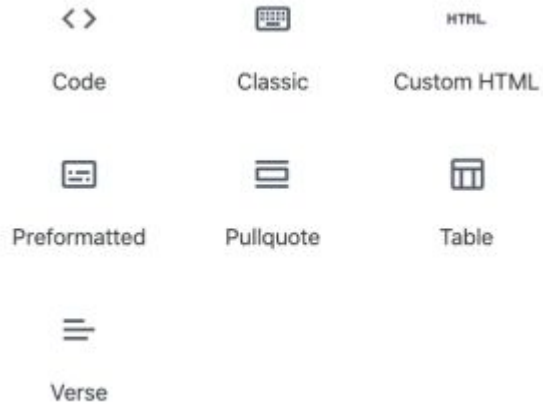 HTML
Code Classic Custom HTML
Preformatted Pullquote Table
Verse